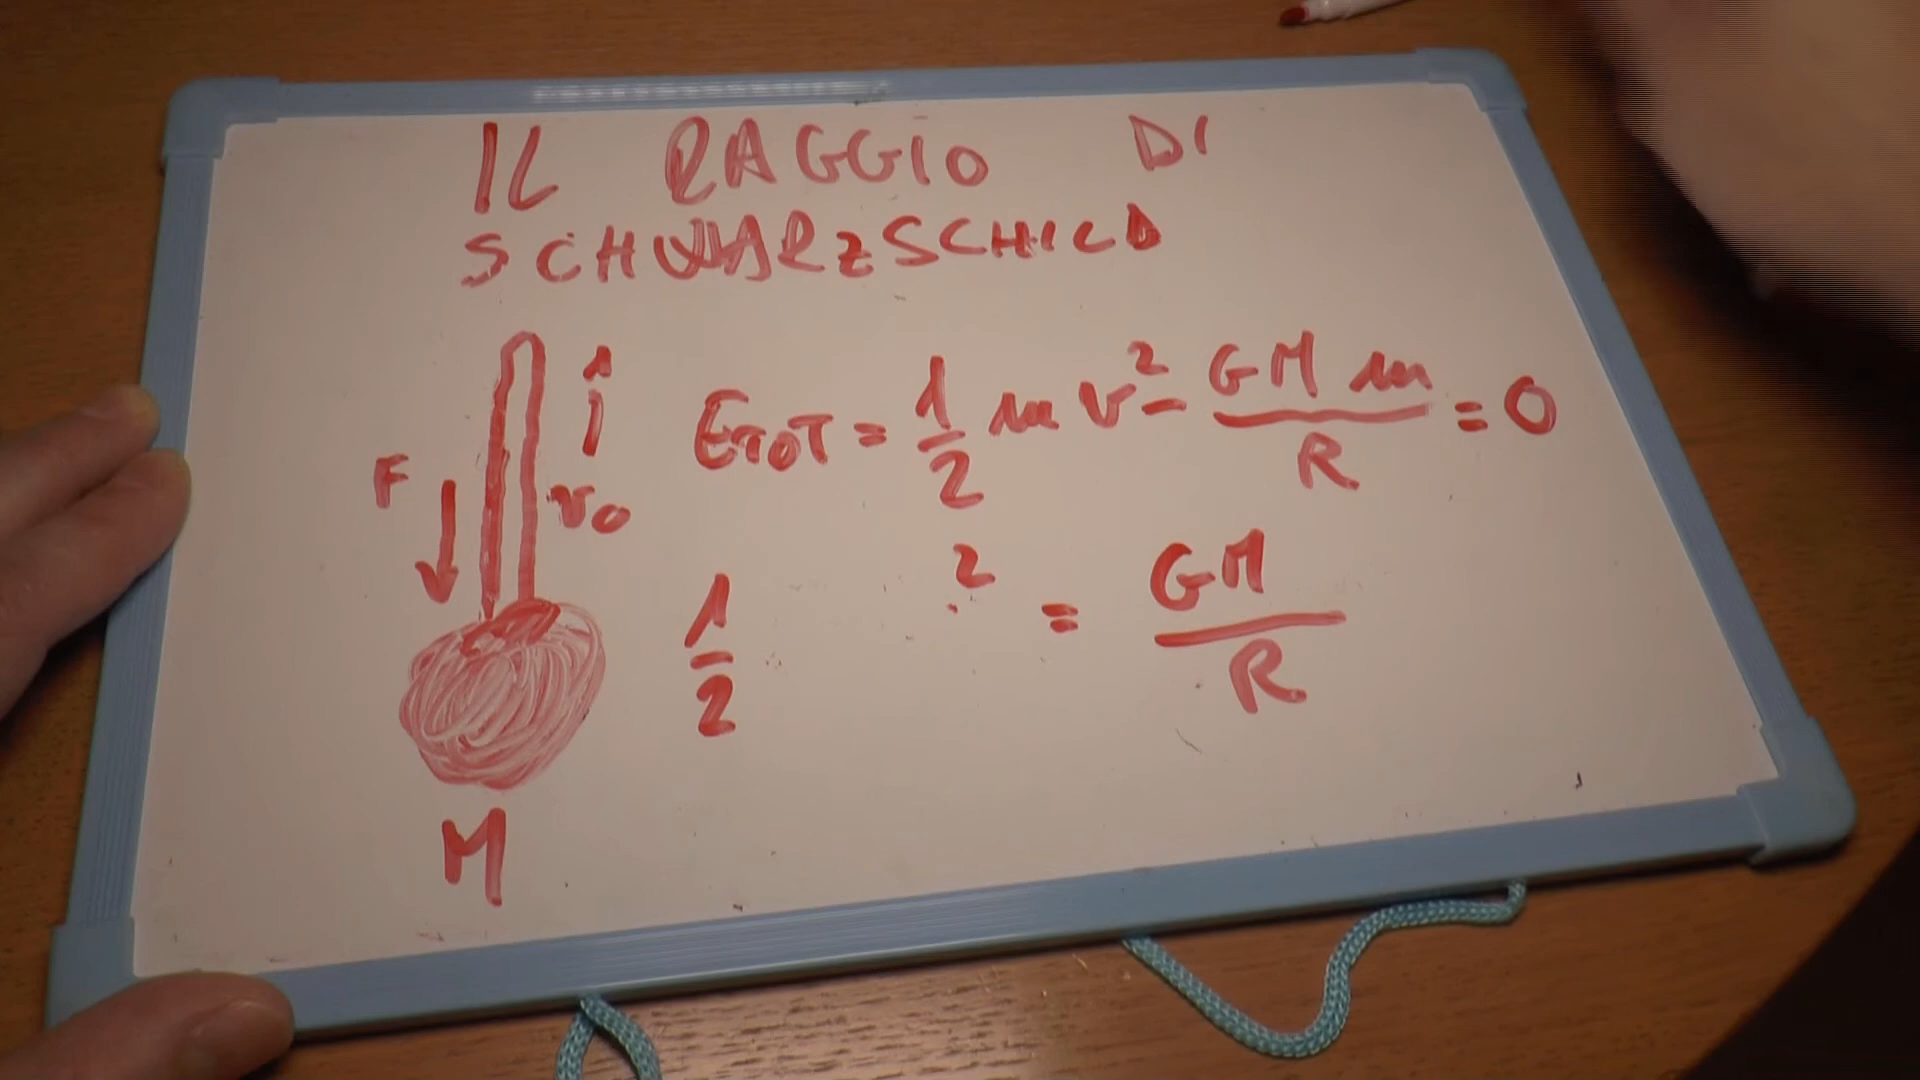 IL RAGGIO DI
SCHWARZSCHILD
E_TOT = 1/2 m v² - GMm/R = 0
F
v₀
1/2 ² = GM/R
M